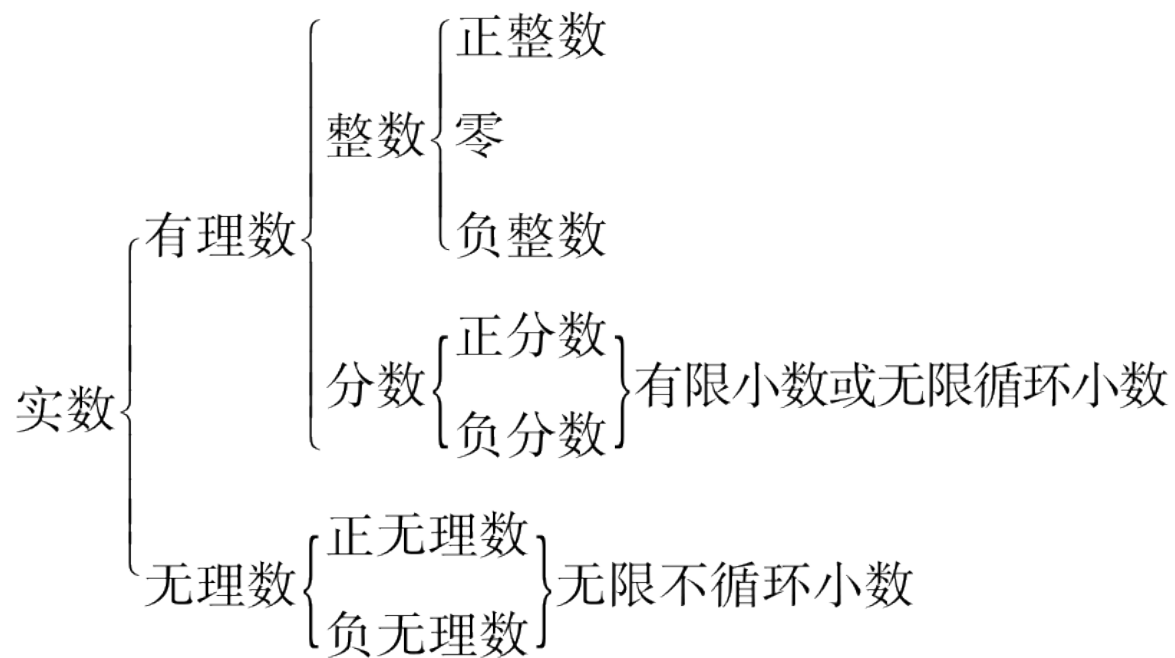 正整数
整数 零
有理数 负整数
正分数
实数 分数 有限小数或无限循环小数
负分数
正无理数
无理数 无限不循环小数
负无理数